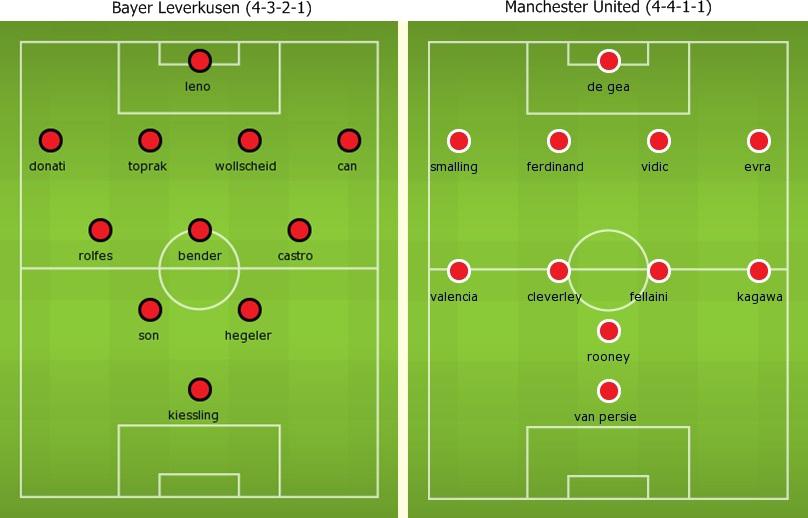 Bayer Leverkusen (4-3-2-1)
leno
donati toprak wollscheid can
rolfes bender castro
son hegeler
kiessling
Manchester United (4-4-1-1)
de gea
smalling ferdinand vidic evra
valencia cleverley fellaini kagawa
rooney
van persie